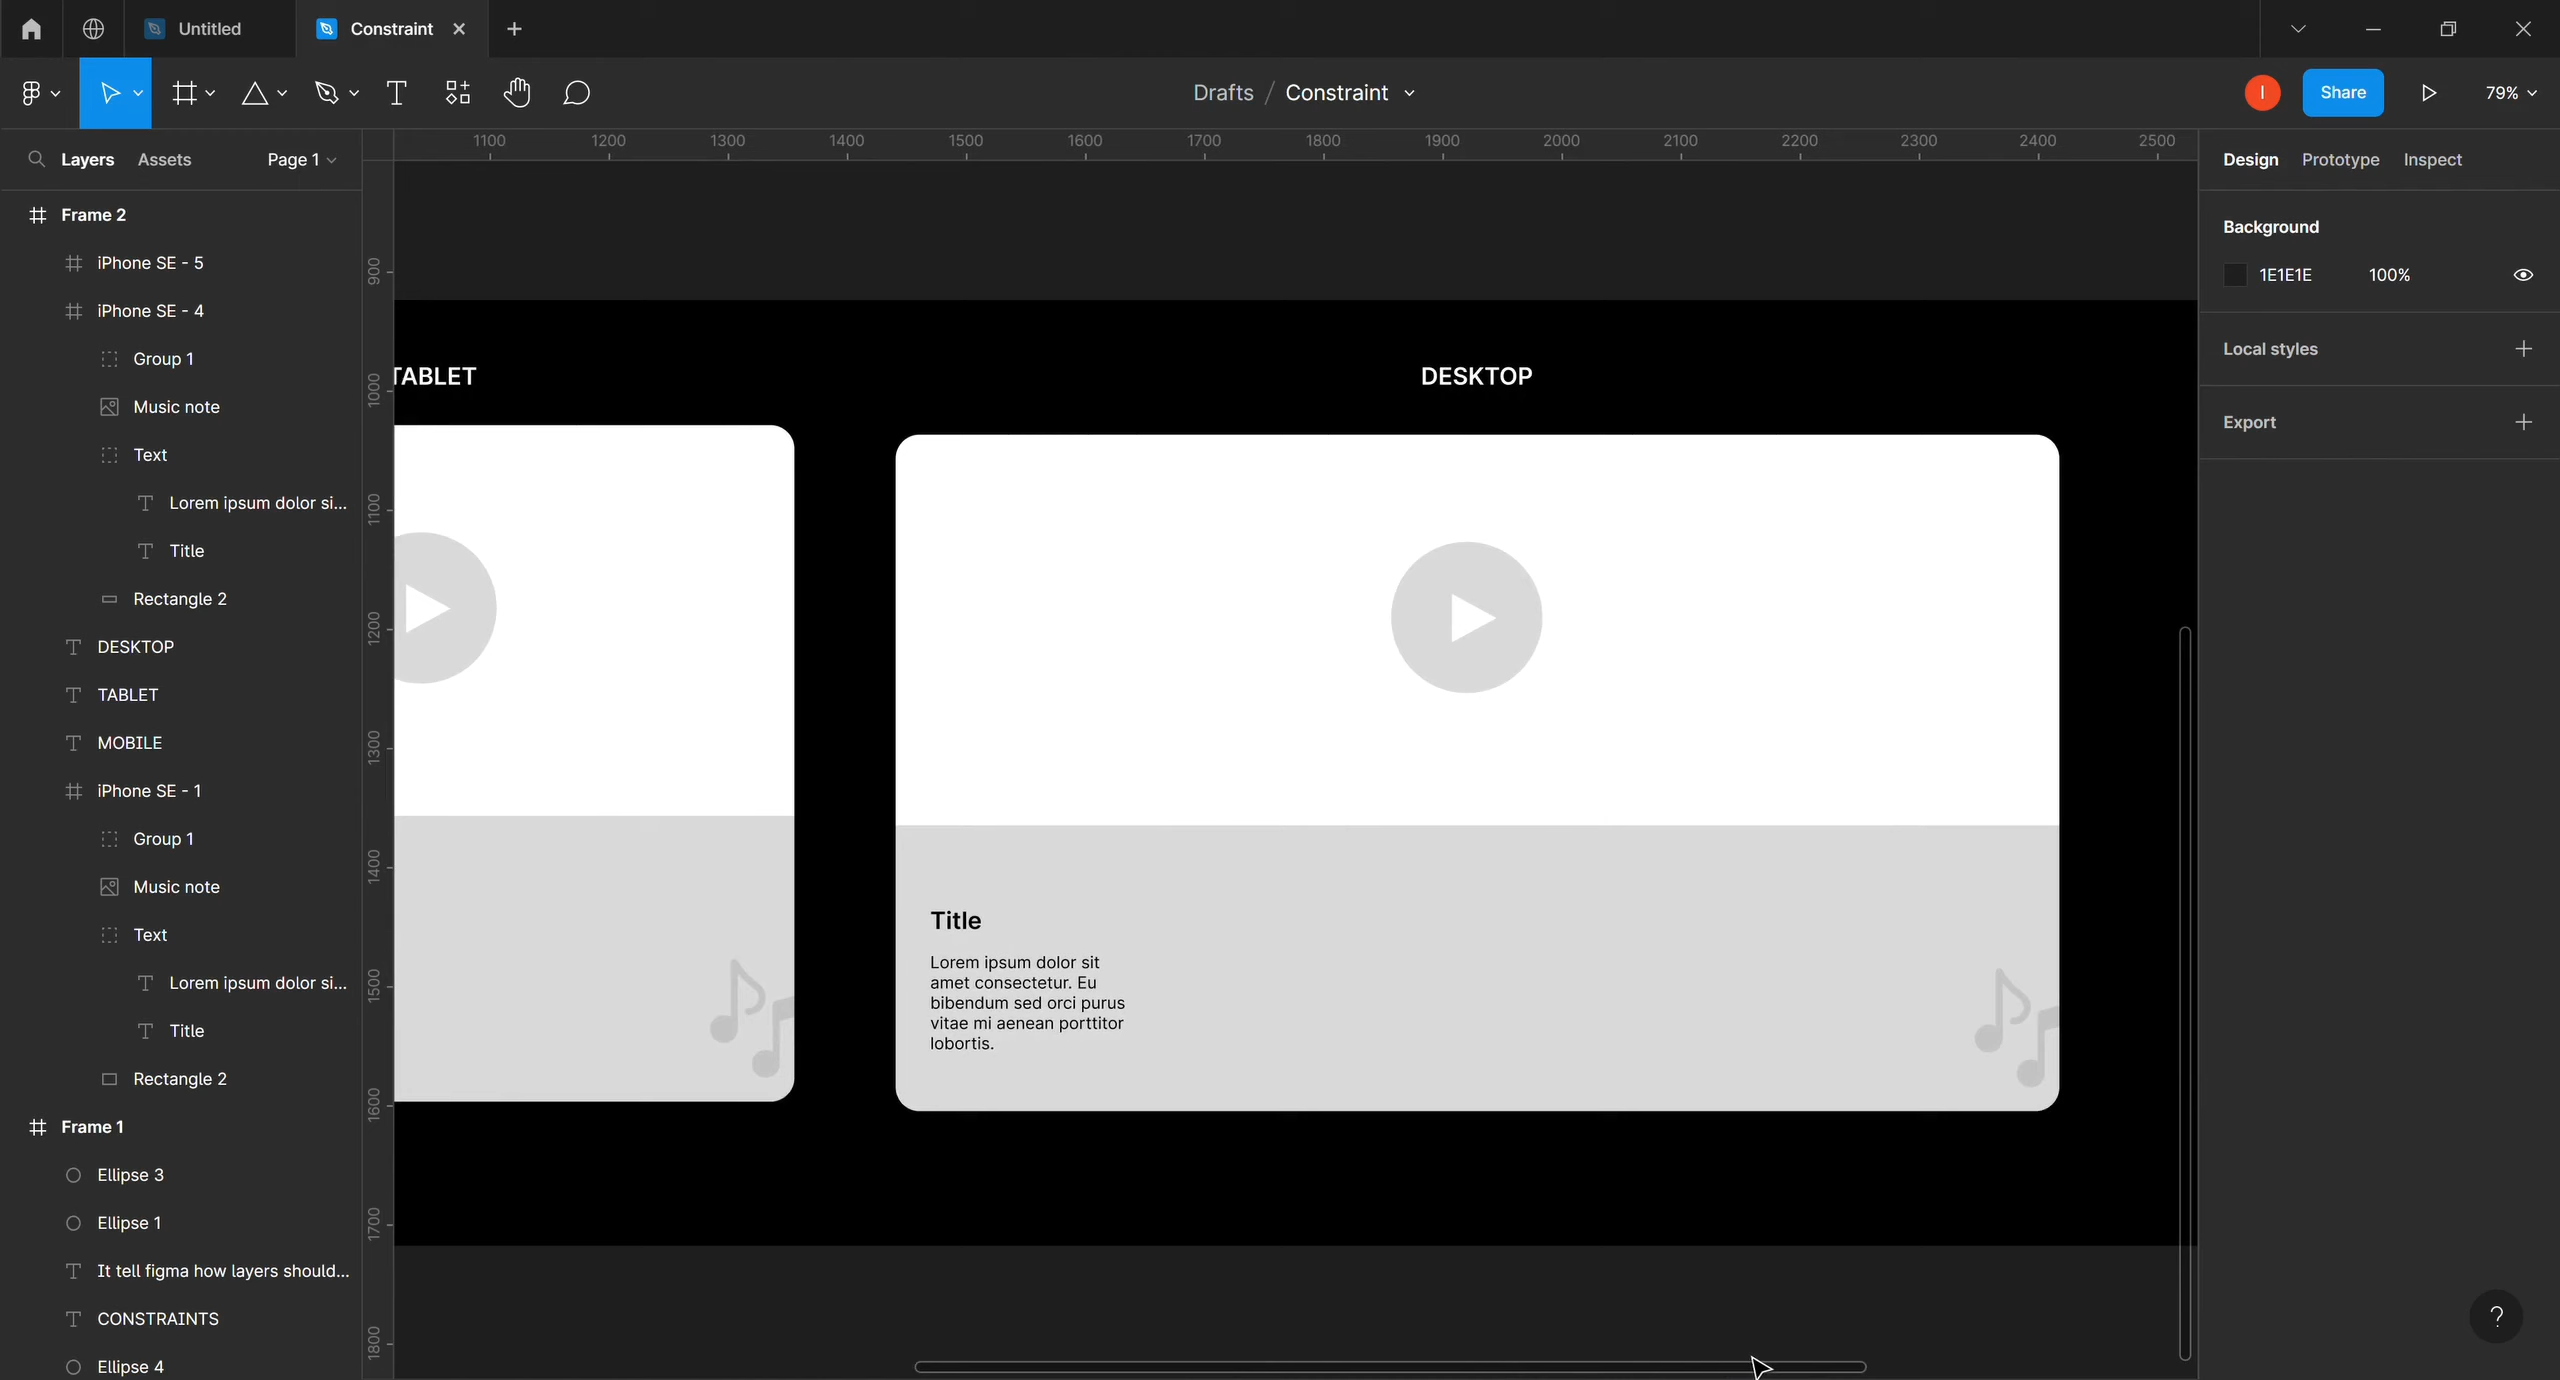 Untitled
Constraint
Drafts / Constraint
I
Share
79%
Layers
Assets
Page 1
1100
1200
1300
1400
1500
1600
1700
1800
1900
2000
2100
2200
2300
2400
2500
Design
Prototype
Inspect
Frame 2
iPhone SE - 5
iPhone SE - 4
Group 1
Music note
Text
Lorem ipsum dolor si...
Title
Rectangle 2
DESKTOP
TABLET
MOBILE
iPhone SE - 1
Group 1
Music note
Text
Lorem ipsum dolor si...
Title
Rectangle 2
Frame 1
Ellipse 3
Ellipse 1
It tell figma how layers should...
CONSTRAINTS
Ellipse 4
900
1000
1100
1200
1300
1400
1500
1600
1700
1800
TABLET
DESKTOP
Title
Lorem ipsum dolor sit
amet consectetur. Eu
bibendum sed orci purus
vitae mi aenean porttitor
lobortis.
Background
1E1E1E
100%
Local styles
Export
?